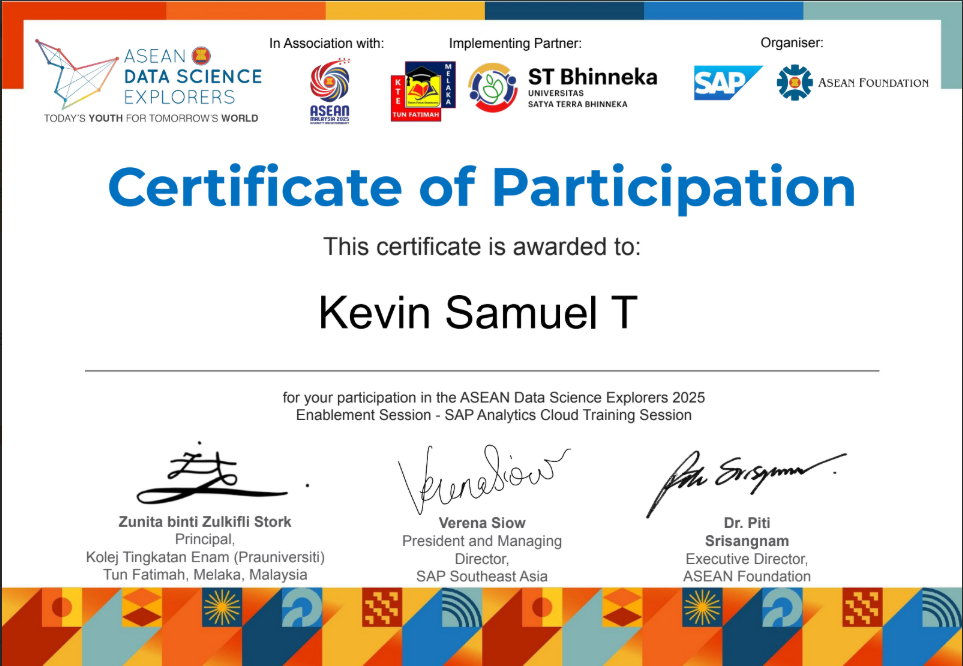 ASEAN
DATA SCIENCE
EXPLORERS
TODAY'S YOUTH FOR TOMORROW'S WORLD
In Association with:
ASEAN
MALAYSIA 2025
Implementing Partner:
KTE
MELAKA
TUN FATIMAH
ST Bhinneka
UNIVERSITAS
SATYA TERRA BHINNEKA
Organiser:
SAP
ASEAN FOUNDATION
Certificate of Participation
This certificate is awarded to:
Kevin Samuel T
for your participation in the ASEAN Data Science Explorers 2025
Enablement Session - SAP Analytics Cloud Training Session
Verena Siow
Zunita binti Zulkifli Stork
Principal,
Kolej Tingkatan Enam (Prauniversiti)
Tun Fatimah, Melaka, Malaysia
Verena Siow
President and Managing
Director,
SAP Southeast Asia
Dr. Piti
Srisangnam
Executive Director,
ASEAN Foundation